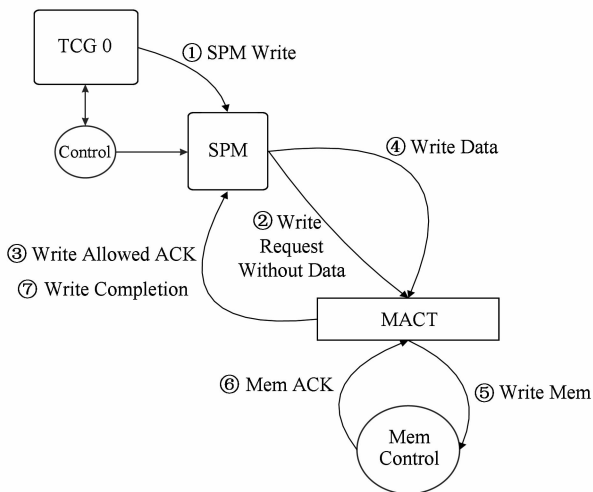 TCG 0
① SPM Write
Control
SPM
④ Write Data
② Write
Request
Without Data
③ Write Allowed ACK
⑦ Write Completion
MACT
⑥ Mem ACK
⑤ Write Mem
Mem
Control